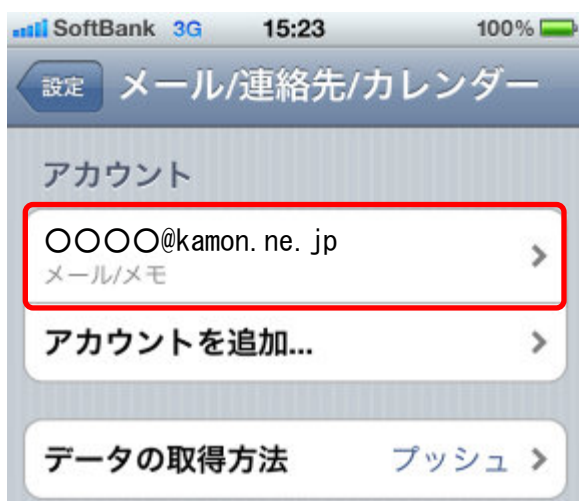 SoftBank 3G 15:23 100%
設定 メール/連絡先/カレンダー
アカウント
〇〇〇〇@kamon.ne.jp
メール/メモ
アカウントを追加...
データの取得方法 プッシュ